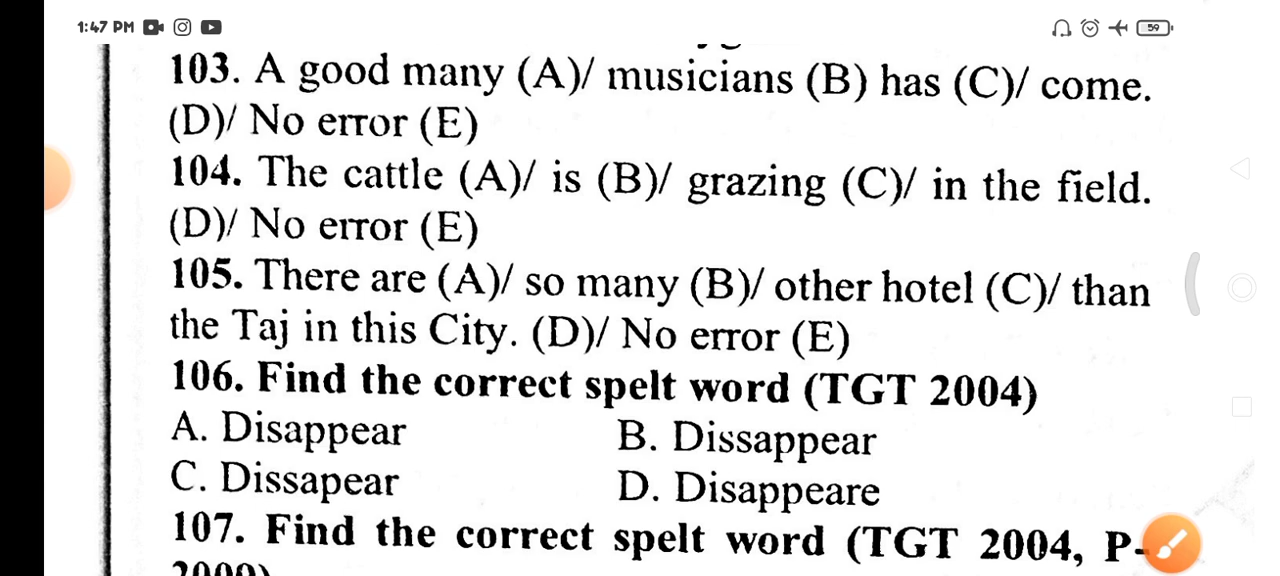 1:47 PM
59
103. A good many (A)/ musicians (B) has (C)/ come.
(D)/ No error (E)
104. The cattle (A)/ is (B)/ grazing (C)/ in the field.
(D)/ No error (E)
105. There are (A)/ so many (B)/ other hotel (C)/ than
the Taj in this City. (D)/ No error (E)
106. Find the correct spelt word (TGT 2004)
A. Disappear B. Dissappear
C. Dissapear D. Disappeare
107. Find the correct spelt word (TGT 2004, P-
2000)